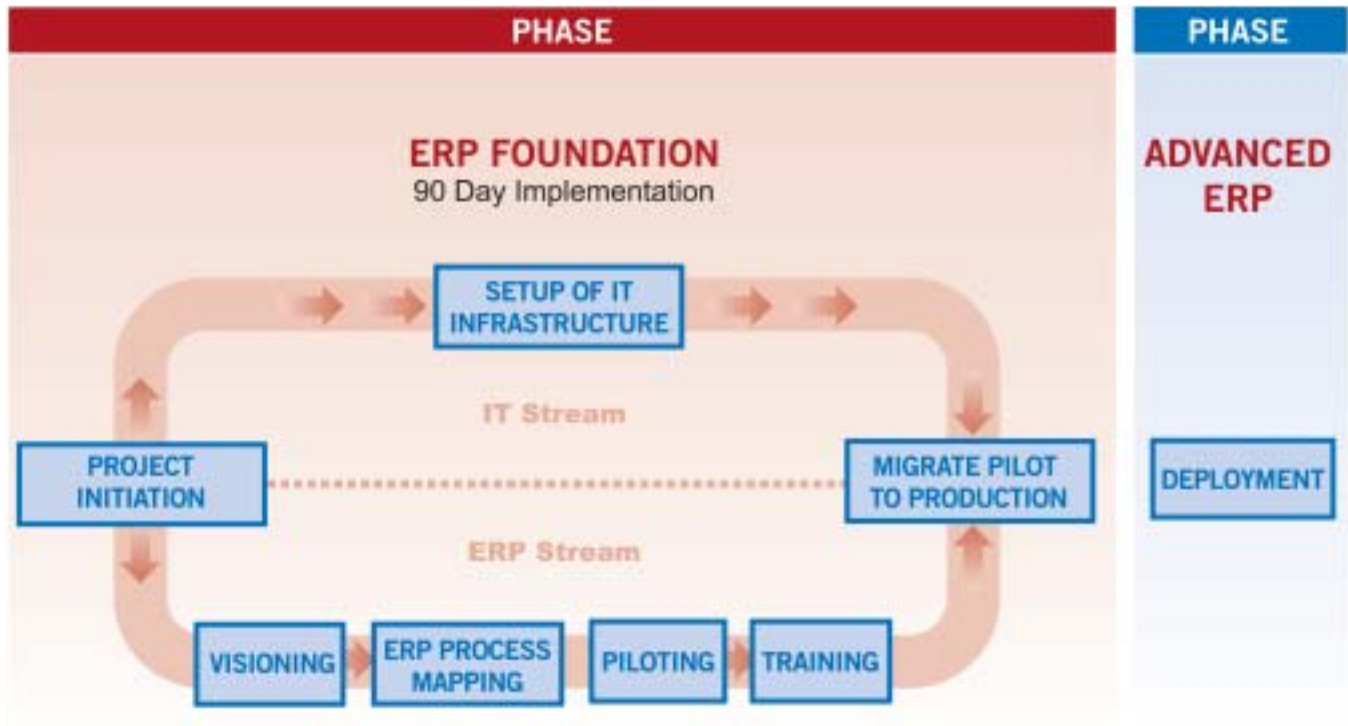 PHASE
PHASE
ERP FOUNDATION
90 Day Implementation
ADVANCED
ERP
SETUP OF IT
INFRASTRUCTURE
IT Stream
PROJECT
INITIATION
MIGRATE PILOT
TO PRODUCTION
DEPLOYMENT
ERP Stream
VISIONING
ERP PROCESS
MAPPING
PILOTING
TRAINING